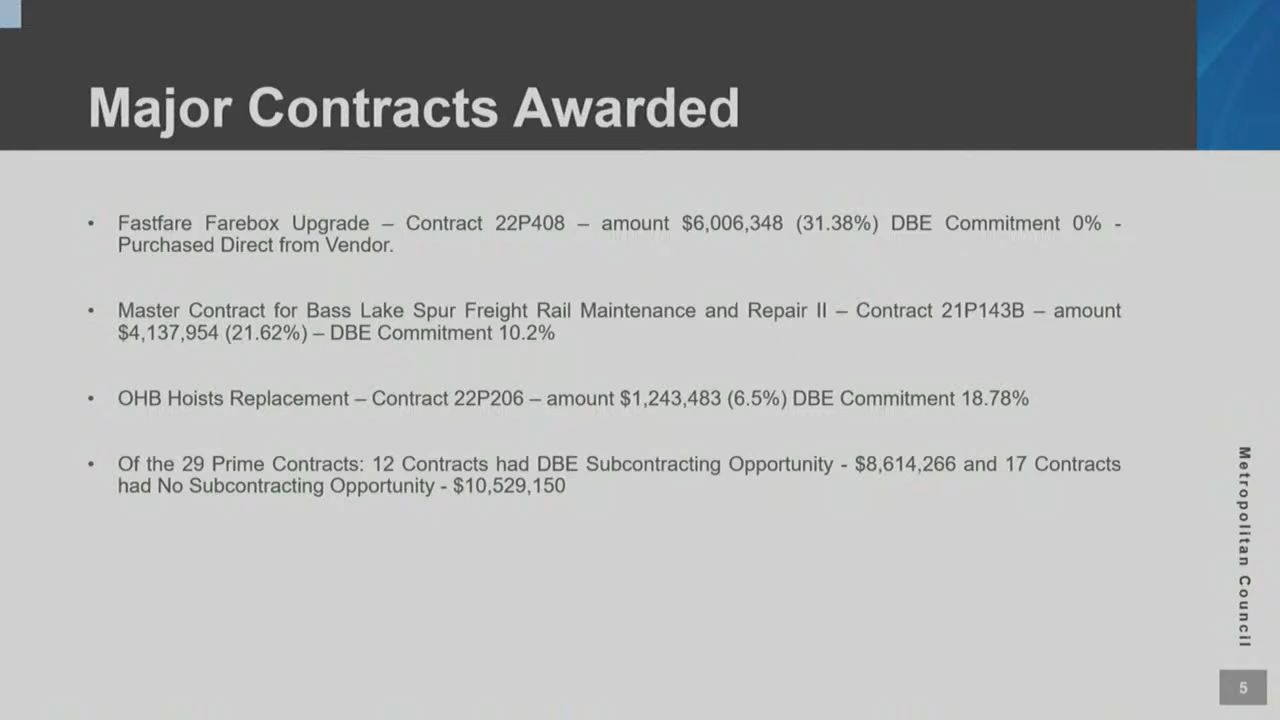 Major Contracts Awarded
• Fastfare Farebox Upgrade – Contract 22P408 – amount $6,006,348 (31.38%) DBE Commitment 0% -
Purchased Direct from Vendor.
• Master Contract for Bass Lake Spur Freight Rail Maintenance and Repair II – Contract 21P143B – amount
$4,137,954 (21.62%) – DBE Commitment 10.2%
• OHB Hoists Replacement – Contract 22P206 – amount $1,243,483 (6.5%) DBE Commitment 18.78%
• Of the 29 Prime Contracts: 12 Contracts had DBE Subcontracting Opportunity - $8,614,266 and 17 Contracts
had No Subcontracting Opportunity - $10,529,150
Metropolitan Council
5